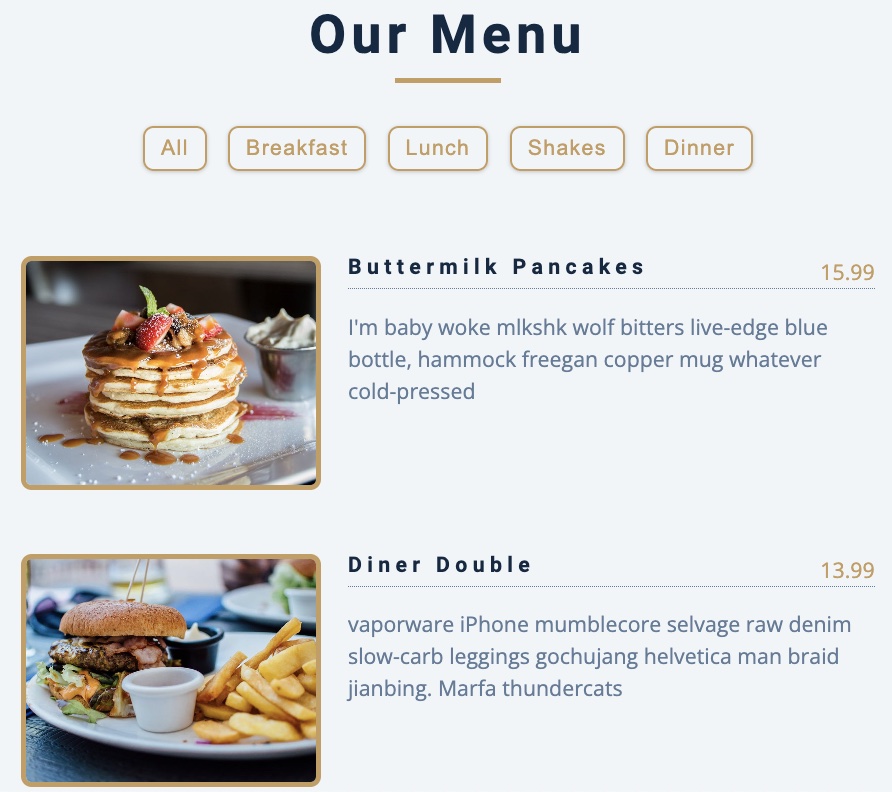 Our Menu
All Breakfast Lunch Shakes Dinner
Buttermilk Pancakes 15.99
I'm baby woke mlkshk wolf bitters live-edge blue
bottle, hammock freegan copper mug whatever
cold-pressed
Diner Double 13.99
vaporware iPhone mumblecore selvage raw denim
slow-carb leggings gochujang helvetica man braid
jianbing. Marfa thundercats